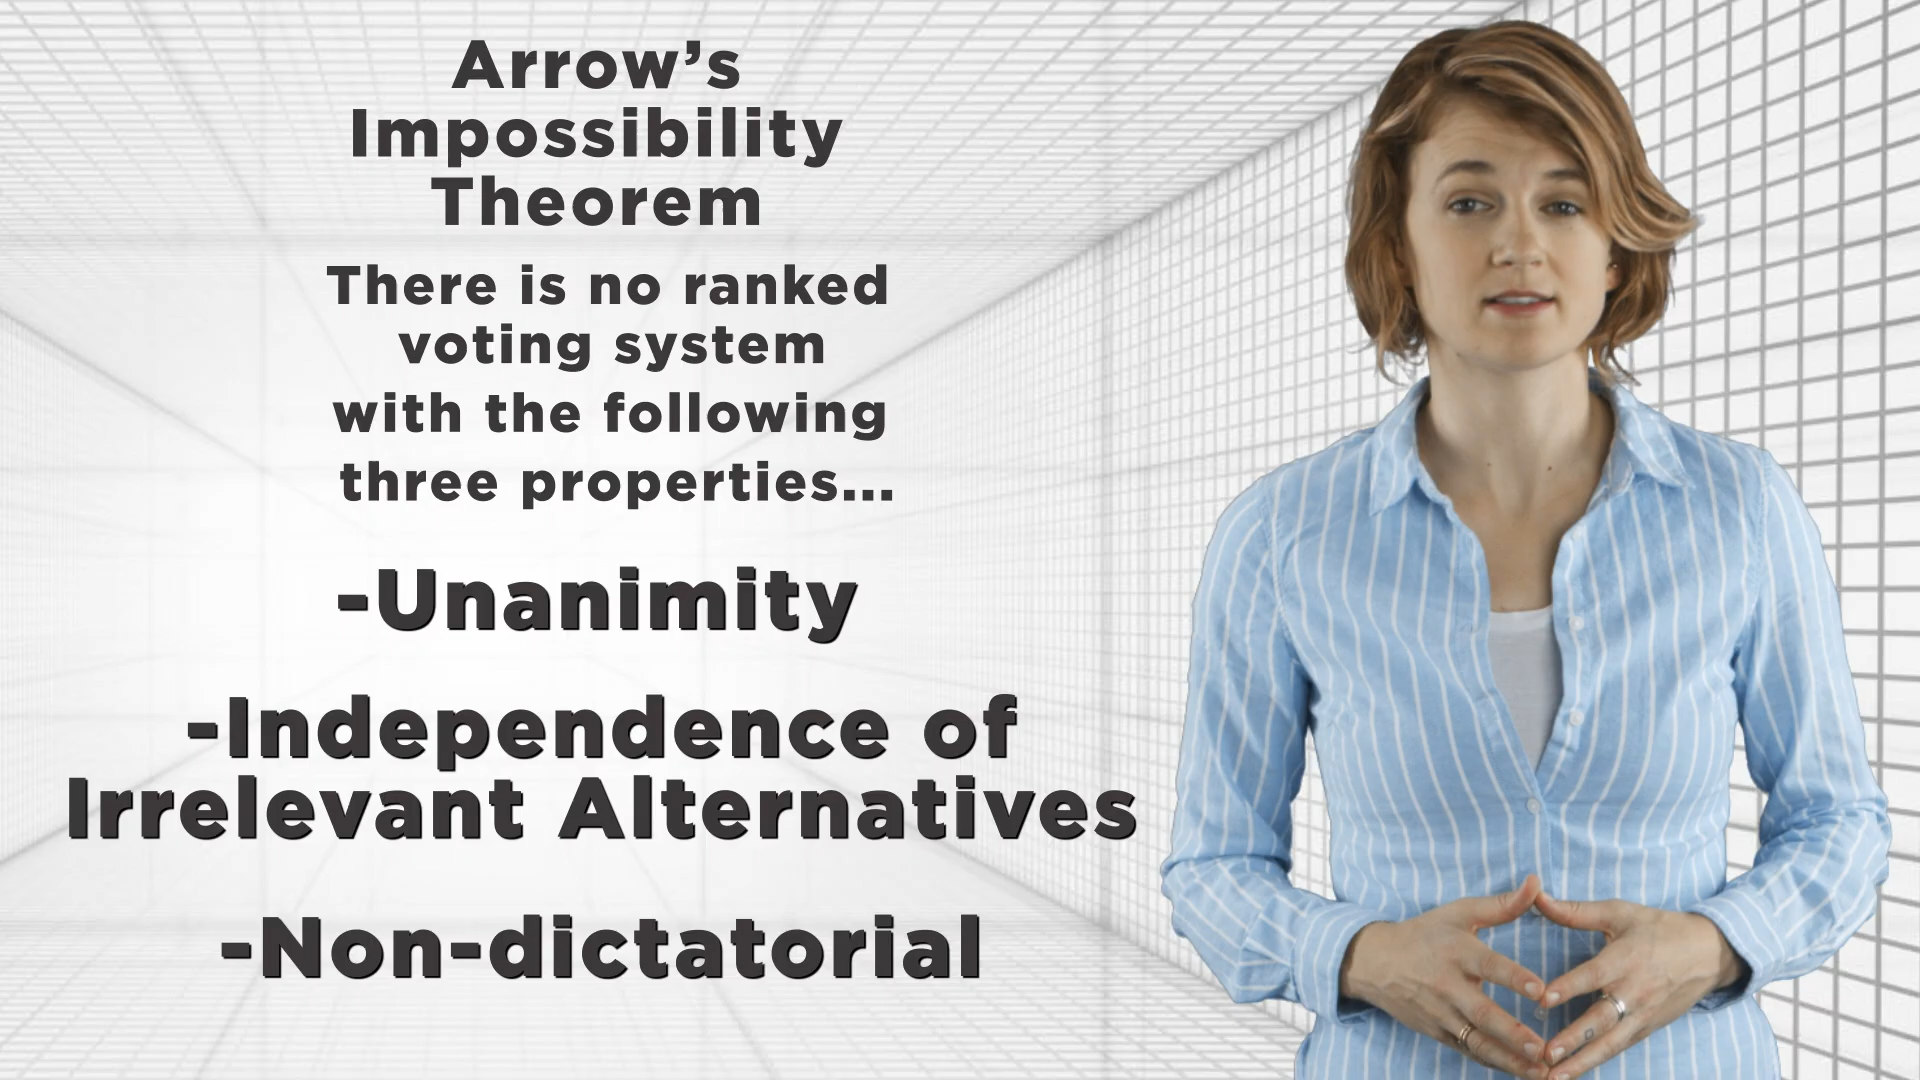 Arrow’s
Impossibility
Theorem
There is no ranked
voting system
with the following
three properties...
-Unanimity
-Independence of
Irrelevant Alternatives
-Non-dictatorial